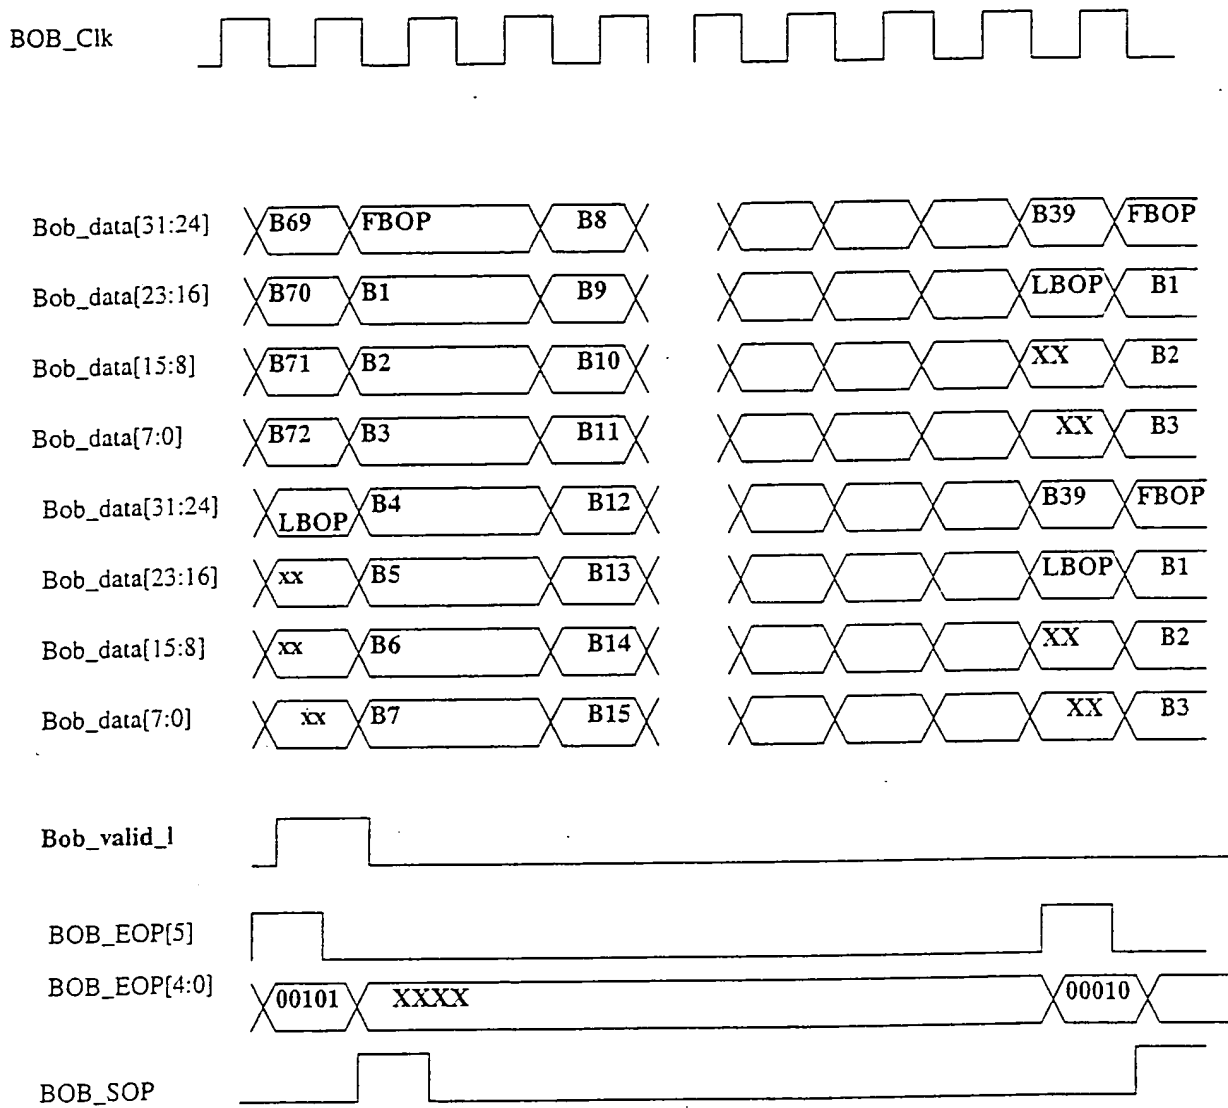 BOB_Clk
Bob_data[31:24] B69 FBOP B8 B39 FBOP
Bob_data[23:16] B70 B1 B9 LBOP B1
Bob_data[15:8] B71 B2 B10 XX B2
Bob_data[7:0] B72 B3 B11 XX B3
Bob_data[31:24] LBOP B4 B12 B39 FBOP
Bob_data[23:16] xx B5 B13 LBOP B1
Bob_data[15:8] xx B6 B14 XX B2
Bob_data[7:0] xx B7 B15 XX B3
Bob_valid_l
BOB_EOP[5]
BOB_EOP[4:0] 00101 XXXX 00010
BOB_SOP